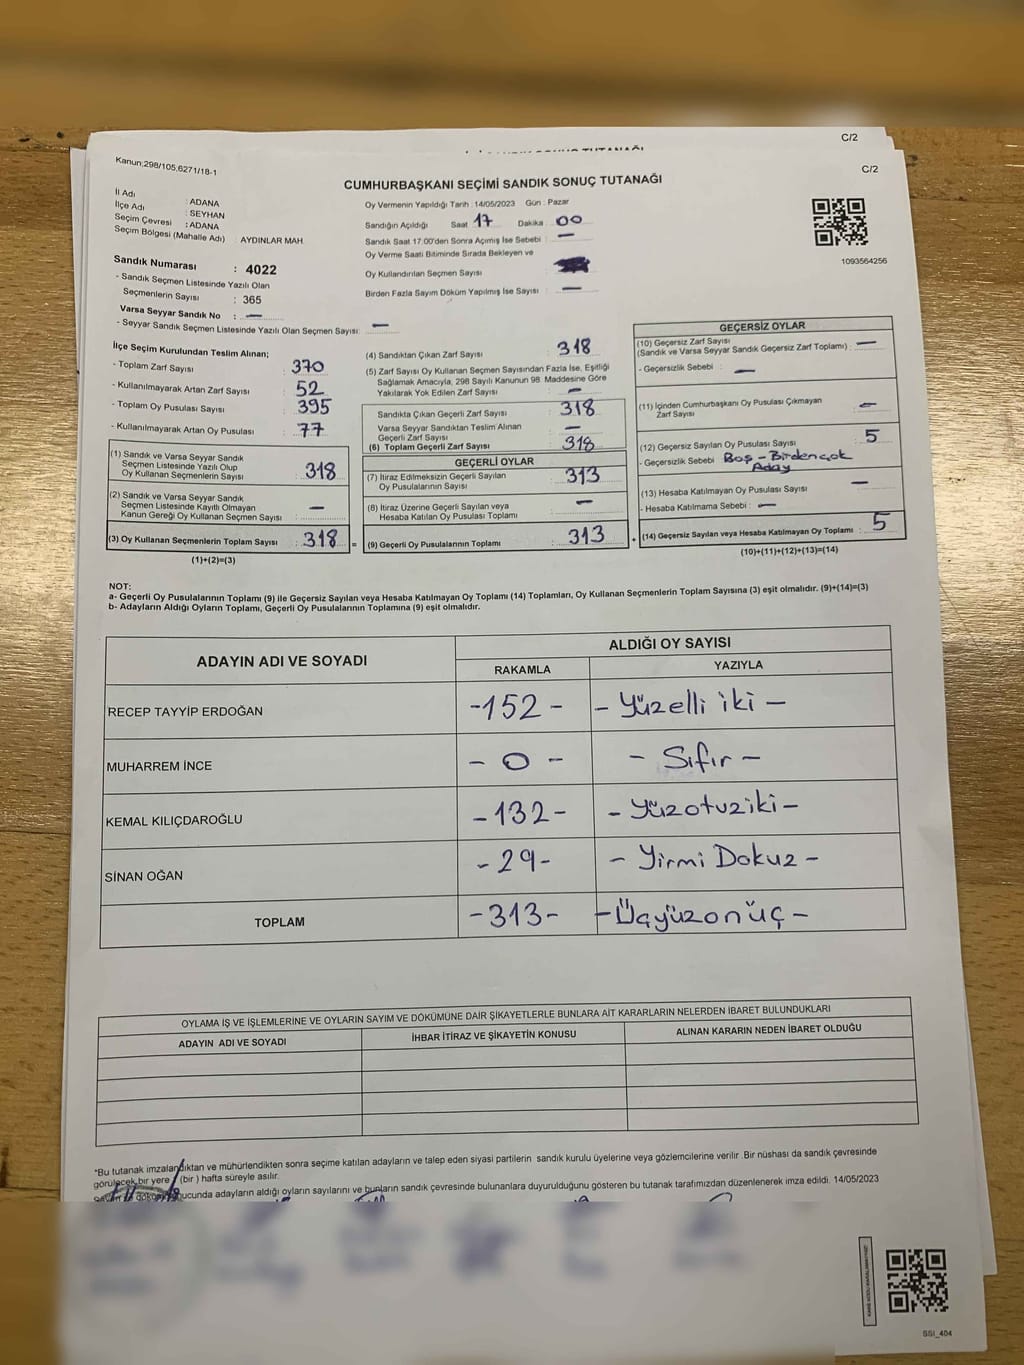 C/2
Kanun;298/105,6271/18-1
C/2
CUMHURBAŞKANI SEÇİMİ SANDIK SONUÇ TUTANAĞI
İl Adı : ADANA
İlçe Adı : SEYHAN
Seçim Çevresi : ADANA
Seçim Bölgesi (Mahalle Adı) AYDINLAR MAH.
Sandık Numarası : 4022
- Sandık Seçmen Listesinde Yazılı Olan
Seçmenlerin Sayısı : 365
Varsa Seyyar Sandık No : —
- Seyyar Sandık Seçmen Listesinde Yazılı Olan Seçmen Sayısı: —
Oy Vermenin Yapıldığı Tarih : 14/05/2023 Gün : Pazar
Sandığın Açıldığı Saat 17 Dakika : 00
Sandık Saat 17.00'den Sonra Açımış İse Sebebi : —
Oy Verme Saati Bitiminde Sırada Bekleyen ve
Oy Kullandırılan Seçmen Sayısı :
Birden Fazla Sayım Döküm Yapılmış İse Sayısı : —
1093564256
İlçe Seçim Kurulundan Teslim Alınan;
- Toplam Zarf Sayısı : 370
- Kullanılmayarak Artan Zarf Sayısı : 52
- Toplam Oy Pusulası Sayısı : 395
- Kullanılmayarak Artan Oy Pusulası : 77
(1) Sandık ve Varsa Seyyar Sandık
Seçmen Listesinde Yazılı Olup
Oy Kullanan Seçmenlerin Sayısı : 318
(2) Sandık ve Varsa Seyyar Sandık
Seçmen Listesinde Kayıtlı Olmayan
Kanun Gereği Oy Kullanan Seçmen Sayısı : —
(3) Oy Kullanan Seçmenlerin Toplam Sayısı : 318 =
(1)+(2)=(3)
(4) Sandıktan Çıkan Zarf Sayısı : 318
(5) Zarf Sayısı Oy Kullanan Seçmen Sayısından Fazla İse, Eşitliği
Sağlamak Amacıyla, 298 Sayılı Kanunun 98. Maddesine Göre
Yakılarak Yok Edilen Zarf Sayısı : —
Sandıkta Çıkan Geçerli Zarf Sayısı : 318
Varsa Seyyar Sandıktan Teslim Alınan
Geçerli Zarf Sayısı : —
(6) Toplam Geçerli Zarf Sayısı : 318
GEÇERLİ OYLAR
(7) İtiraz Edilmeksizin Geçerli Sayılan
Oy Pusulalarının Sayısı : 313
(8) İtiraz Üzerine Geçerli Sayılan veya
Hesaba Katılan Oy Pusulası Toplamı : —
(9) Geçerli Oy Pusulalarının Toplamı : 313 +
GEÇERSİZ OYLAR
(10) Geçersiz Zarf Sayısı
(Sandık ve Varsa Seyyar Sandık Geçersiz Zarf Toplamı) : —
- Geçersizlik Sebebi : —
(11) İçinden Cumhurbaşkanı Oy Pusulası Çıkmayan
Zarf Sayısı : —
(12) Geçersiz Sayılan Oy Pusulası Sayısı : 5
- Geçersizlik Sebebi Boş - Birdençok
Aday
(13) Hesaba Katılmayan Oy Pusulası Sayısı : —
- Hesaba Katılmama Sebebi : —
(14) Geçersiz Sayılan veya Hesaba Katılmayan Oy Toplamı : 5
(10)+(11)+(12)+(13)=(14)
NOT:
a- Geçerli Oy Pusulalarının Toplamı (9) ile Geçersiz Sayılan veya Hesaba Katılmayan Oy Toplamı (14) Toplamları, Oy Kullanan Seçmenlerin Toplam Sayısına (3) eşit olmalıdır. (9)+(14)=(3)
b- Adayların Aldığı Oyların Toplamı, Geçerli Oy Pusulalarının Toplamına (9) eşit olmalıdır.
ADAYIN ADI VE SOYADI ALDIĞI OY SAYISI
RAKAMLA YAZIYLA
RECEP TAYYİP ERDOĞAN -152- - Yüzelli iki -
MUHARREM İNCE - 0 - - Sıfır -
KEMAL KILIÇDAROĞLU -132- - Yüzotuziki -
SİNAN OĞAN -29- - Yirmi Dokuz -
TOPLAM -313- -Üçyüzonüç-
OYLAMA İŞ VE İŞLEMLERİNE VE OYLARIN SAYIM VE DÖKÜMÜNE DAİR ŞİKAYETLERLE BUNLARA AİT KARARLARIN NELERDEN İBARET BULUNDUKLARI
ADAYIN ADI VE SOYADI İHBAR İTİRAZ VE ŞİKAYETİN KONUSU ALINAN KARARIN NEDEN İBARET OLDUĞU
*Bu tutanak imzalandıktan ve mühürlendikten sonra seçime katılan adayların ve talep eden siyasi partilerin sandık kurulu üyelerine veya gözlemcilerine verilir .Bir nüshası da sandık çevresinde
görülecek bir yere (bir ) hafta süreyle asılır.
ucunda adayların aldığı oyların sayılarını ve bunların sandık çevresinde bulunanlara duyurulduğunu gösteren bu tutanak tarafımızdan düzenlenerek imza edildi. 14/05/2023
SSI_404